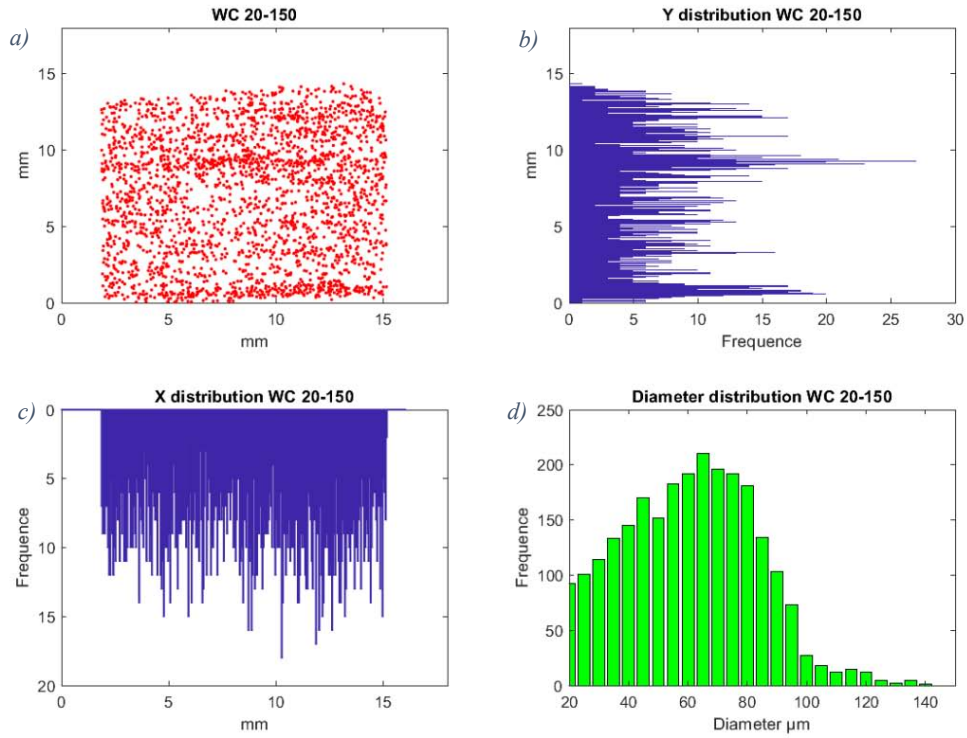 a)
WC 20-150
mm
15
10
5
0
0 5 10 15
mm
b)
Y distribution WC 20-150
mm
15
10
5
0
0 5 10 15 20 25 30
Frequence
c)
X distribution WC 20-150
Frequence
0
5
10
15
20
0 5 10 15
mm
d)
Diameter distribution WC 20-150
Frequence
250
200
150
100
50
0
20 40 60 80 100 120 140
Diameter µm